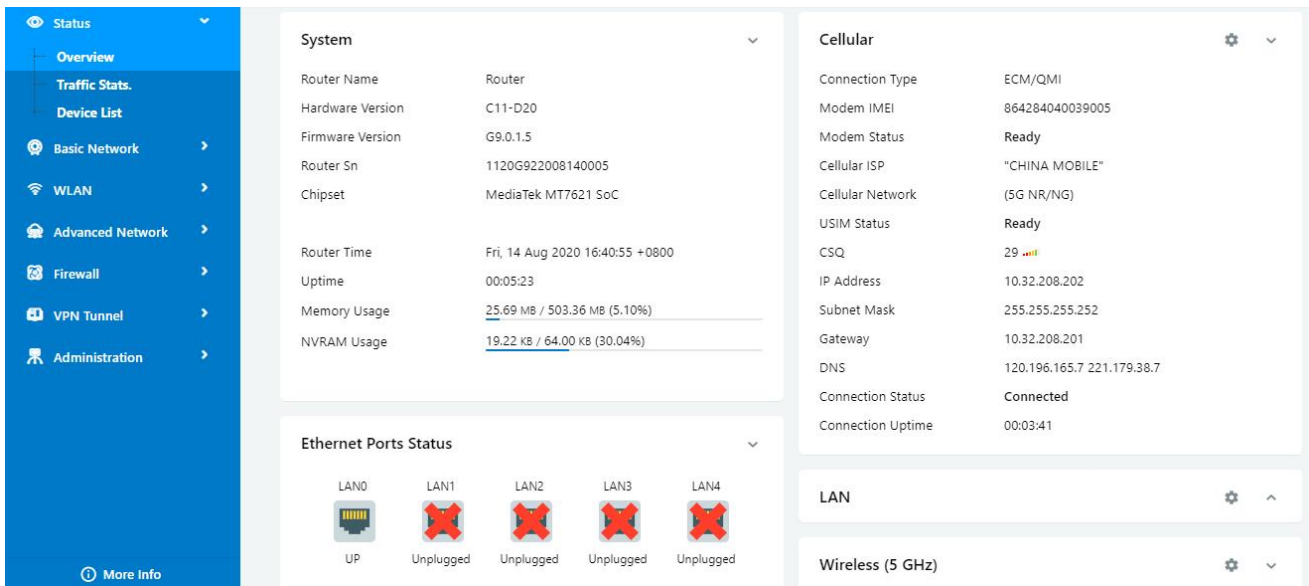 Status
Overview
Traffic Stats.
Device List
Basic Network
WLAN
Advanced Network
Firewall
VPN Tunnel
Administration
More Info
System
Router Name Router
Hardware Version C11-D20
Firmware Version G9.0.1.5
Router Sn 1120G922008140005
Chipset MediaTek MT7621 SoC
Router Time Fri, 14 Aug 2020 16:40:55 +0800
Uptime 00:05:23
Memory Usage 25.69 MB / 503.36 MB (5.10%)
NVRAM Usage 19.22 KB / 64.00 KB (30.04%)
Ethernet Ports Status
LAN0 LAN1 LAN2 LAN3 LAN4
UP Unplugged Unplugged Unplugged Unplugged
Cellular
Connection Type ECM/QMI
Modem IMEI 864284040039005
Modem Status Ready
Cellular ISP "CHINA MOBILE"
Cellular Network (5G NR/NG)
USIM Status Ready
CSQ 29
IP Address 10.32.208.202
Subnet Mask 255.255.255.252
Gateway 10.32.208.201
DNS 120.196.165.7 221.179.38.7
Connection Status Connected
Connection Uptime 00:03:41
LAN
Wireless (5 GHz)